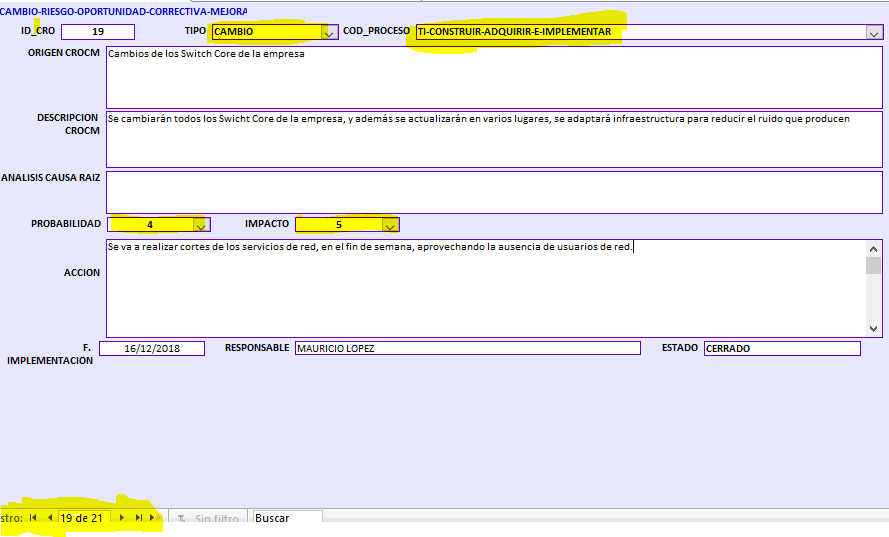 CAMBIO-RIESGO-OPORTUNIDAD-CORRECTIVA-MEJORA
ID_CRO 19 TIPO CAMBIO COD_PROCESO TI-CONSTRUIR-ADQUIRIR-E-IMPLEMENTAR
ORIGEN CROCM Cambios de los Switch Core de la empresa
DESCRIPCION CROCM Se cambiarán todos los Swicht Core de la empresa, y además se actualizarán en varios lugares, se adaptará infraestructura para reducir el ruido que producen
ANALISIS CAUSA RAIZ
PROBABILIDAD 4 IMPACTO 5
ACCION Se va a realizar cortes de los servicios de red, en el fin de semana, aprovechando la ausencia de usuarios de red.
F. IMPLEMENTACION 16/12/2018 RESPONSABLE MAURICIO LOPEZ ESTADO CERRADO
stro: 19 de 21 Sin filtro Buscar